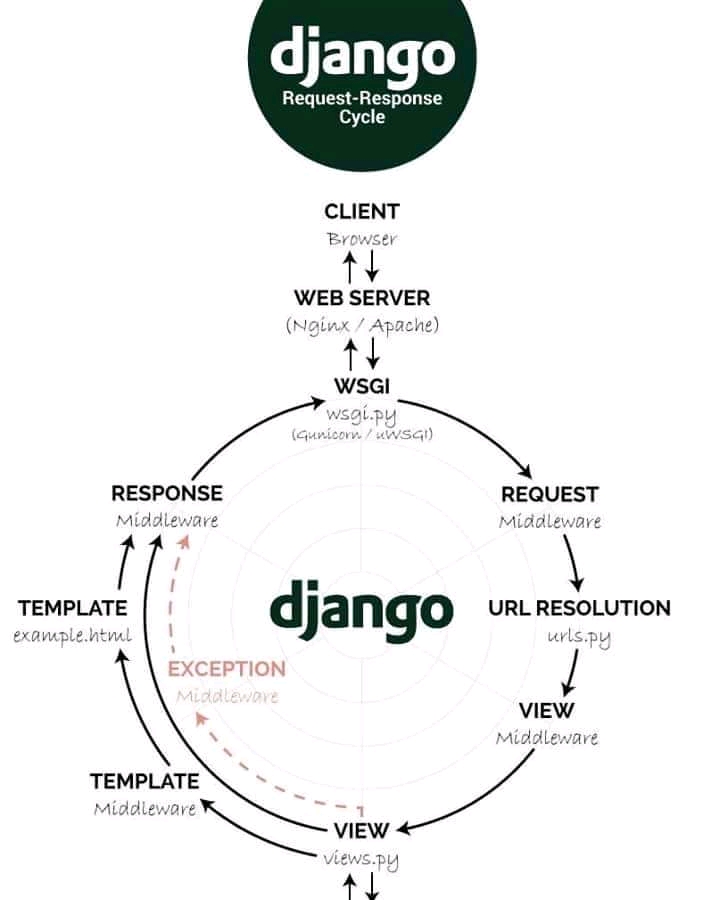 django
Request-Response
Cycle
CLIENT
Browser
WEB SERVER
(Nginx / Apache)
WSGI
wsgi.py
(Gunicorn / uWSGI)
RESPONSE
Middleware
REQUEST
Middleware
TEMPLATE
example.html
django
URL RESOLUTION
urls.py
EXCEPTION
Middleware
VIEW
Middleware
TEMPLATE
Middleware
VIEW
views.py